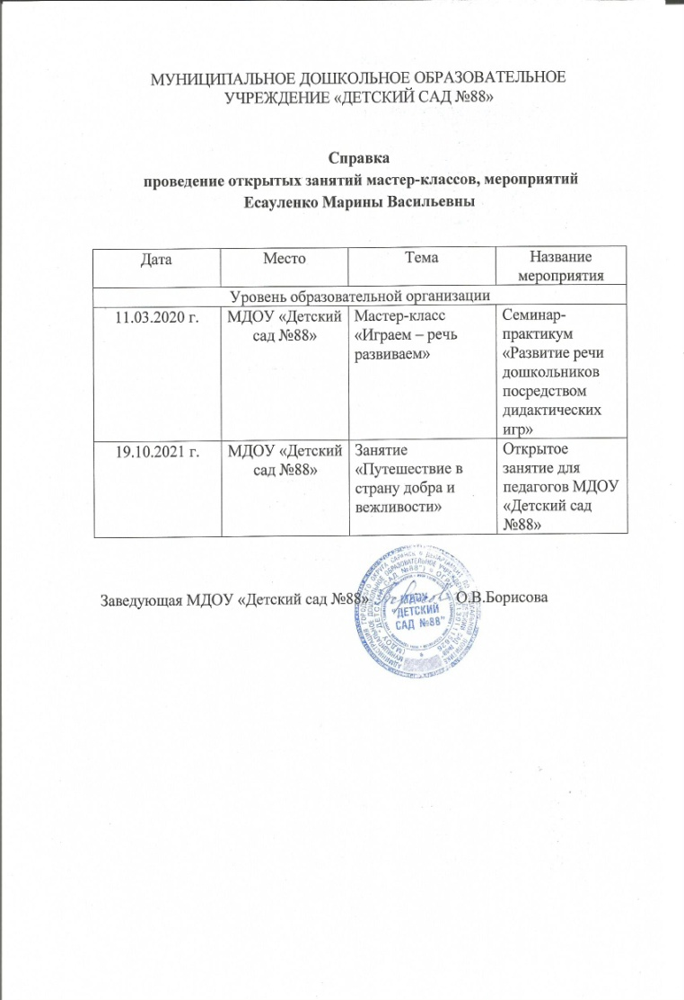 МУНИЦИПАЛЬНОЕ ДОШКОЛЬНОЕ ОБРАЗОВАТЕЛЬНОЕ
УЧРЕЖДЕНИЕ «ДЕТСКИЙ САД №88»
Справка
проведение открытых занятий мастер-классов, мероприятий
Есауленко Марины Васильевны
Дата
Место
Тема
Название
мероприятия
Уровень образовательной организации
11.03.2020 г.
МДОУ «Детский
сад №88»
Мастер-класс
«Играем – речь
развиваем»
Семинар-
практикум
«Развитие речи
дошкольников
посредством
дидактических
игр»
19.10.2021 г.
МДОУ «Детский
сад №88»
Занятие
«Путешествие в
страну добра и
вежливости»
Открытое
занятие для
педагогов МДОУ
«Детский сад
№88»
Заведующая МДОУ «Детский сад №88»
О.В.Борисова
МДОУ
"ДЕТСКИЙ
САД №88"